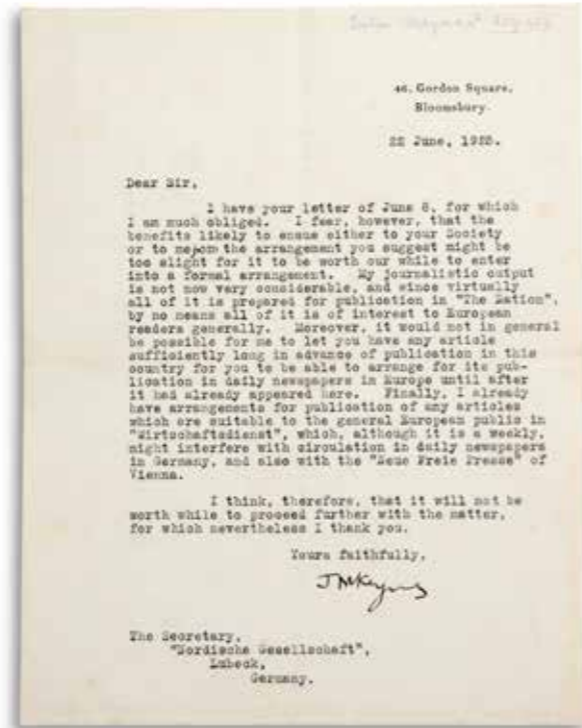 46, Gordon Square,
Bloomsbury.
22 June, 1925.
Dear Sir,
I have your letter of June 8, for which
I am much obliged. I fear, however, that the
benefits likely to ensue either to your Society
or to me from the arrangement you suggest might be
too slight for it to be worth our while to enter
into a formal arrangement. My journalistic output
is not now very considerable, and since virtually
all of it is prepared for publication in "The Nation",
by no means all of it is of interest to European
readers generally. Moreover, it would not in general
be possible for me to let you have any article
sufficiently long in advance of publication in this
country for you to be able to arrange for its pub-
lication in daily newspapers in Europe until after
it had already appeared here. Finally, I already
have arrangements for publication of any articles
which are suitable to the general European public in
"Wirtschaftsdienst", which, although it is a weekly,
might interfere with circulation in daily newspapers
in Germany, and also with the "Neue Freie Presse" of
Vienna.
I think, therefore, that it will not be
worth while to proceed further with the matter,
for which nevertheless I thank you.
Yours faithfully,
JMKeynes
The Secretary,
"Nordische Gesellschaft",
Lubeck,
Germany.